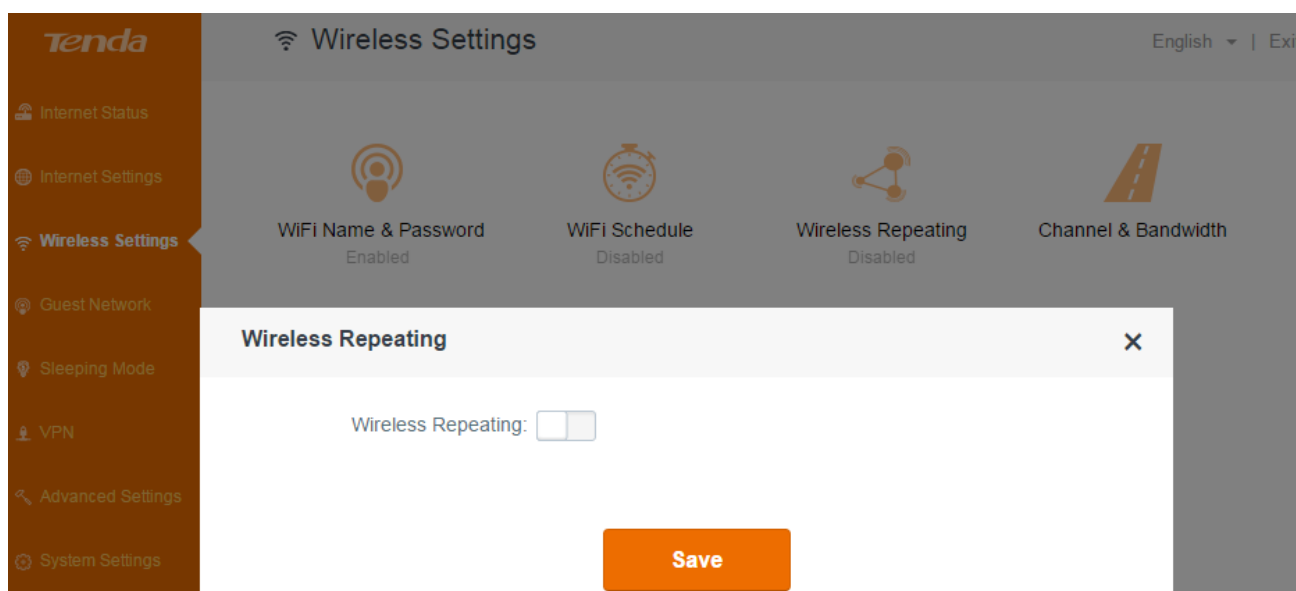 Tenda
Wireless Settings
English | Exi
Internet Status
Internet Settings
Wireless Settings
Guest Network
Sleeping Mode
VPN
Advanced Settings
System Settings
WiFi Name & Password
Enabled
WiFi Schedule
Disabled
Wireless Repeating
Disabled
Channel & Bandwidth
Wireless Repeating
Wireless Repeating:
Save